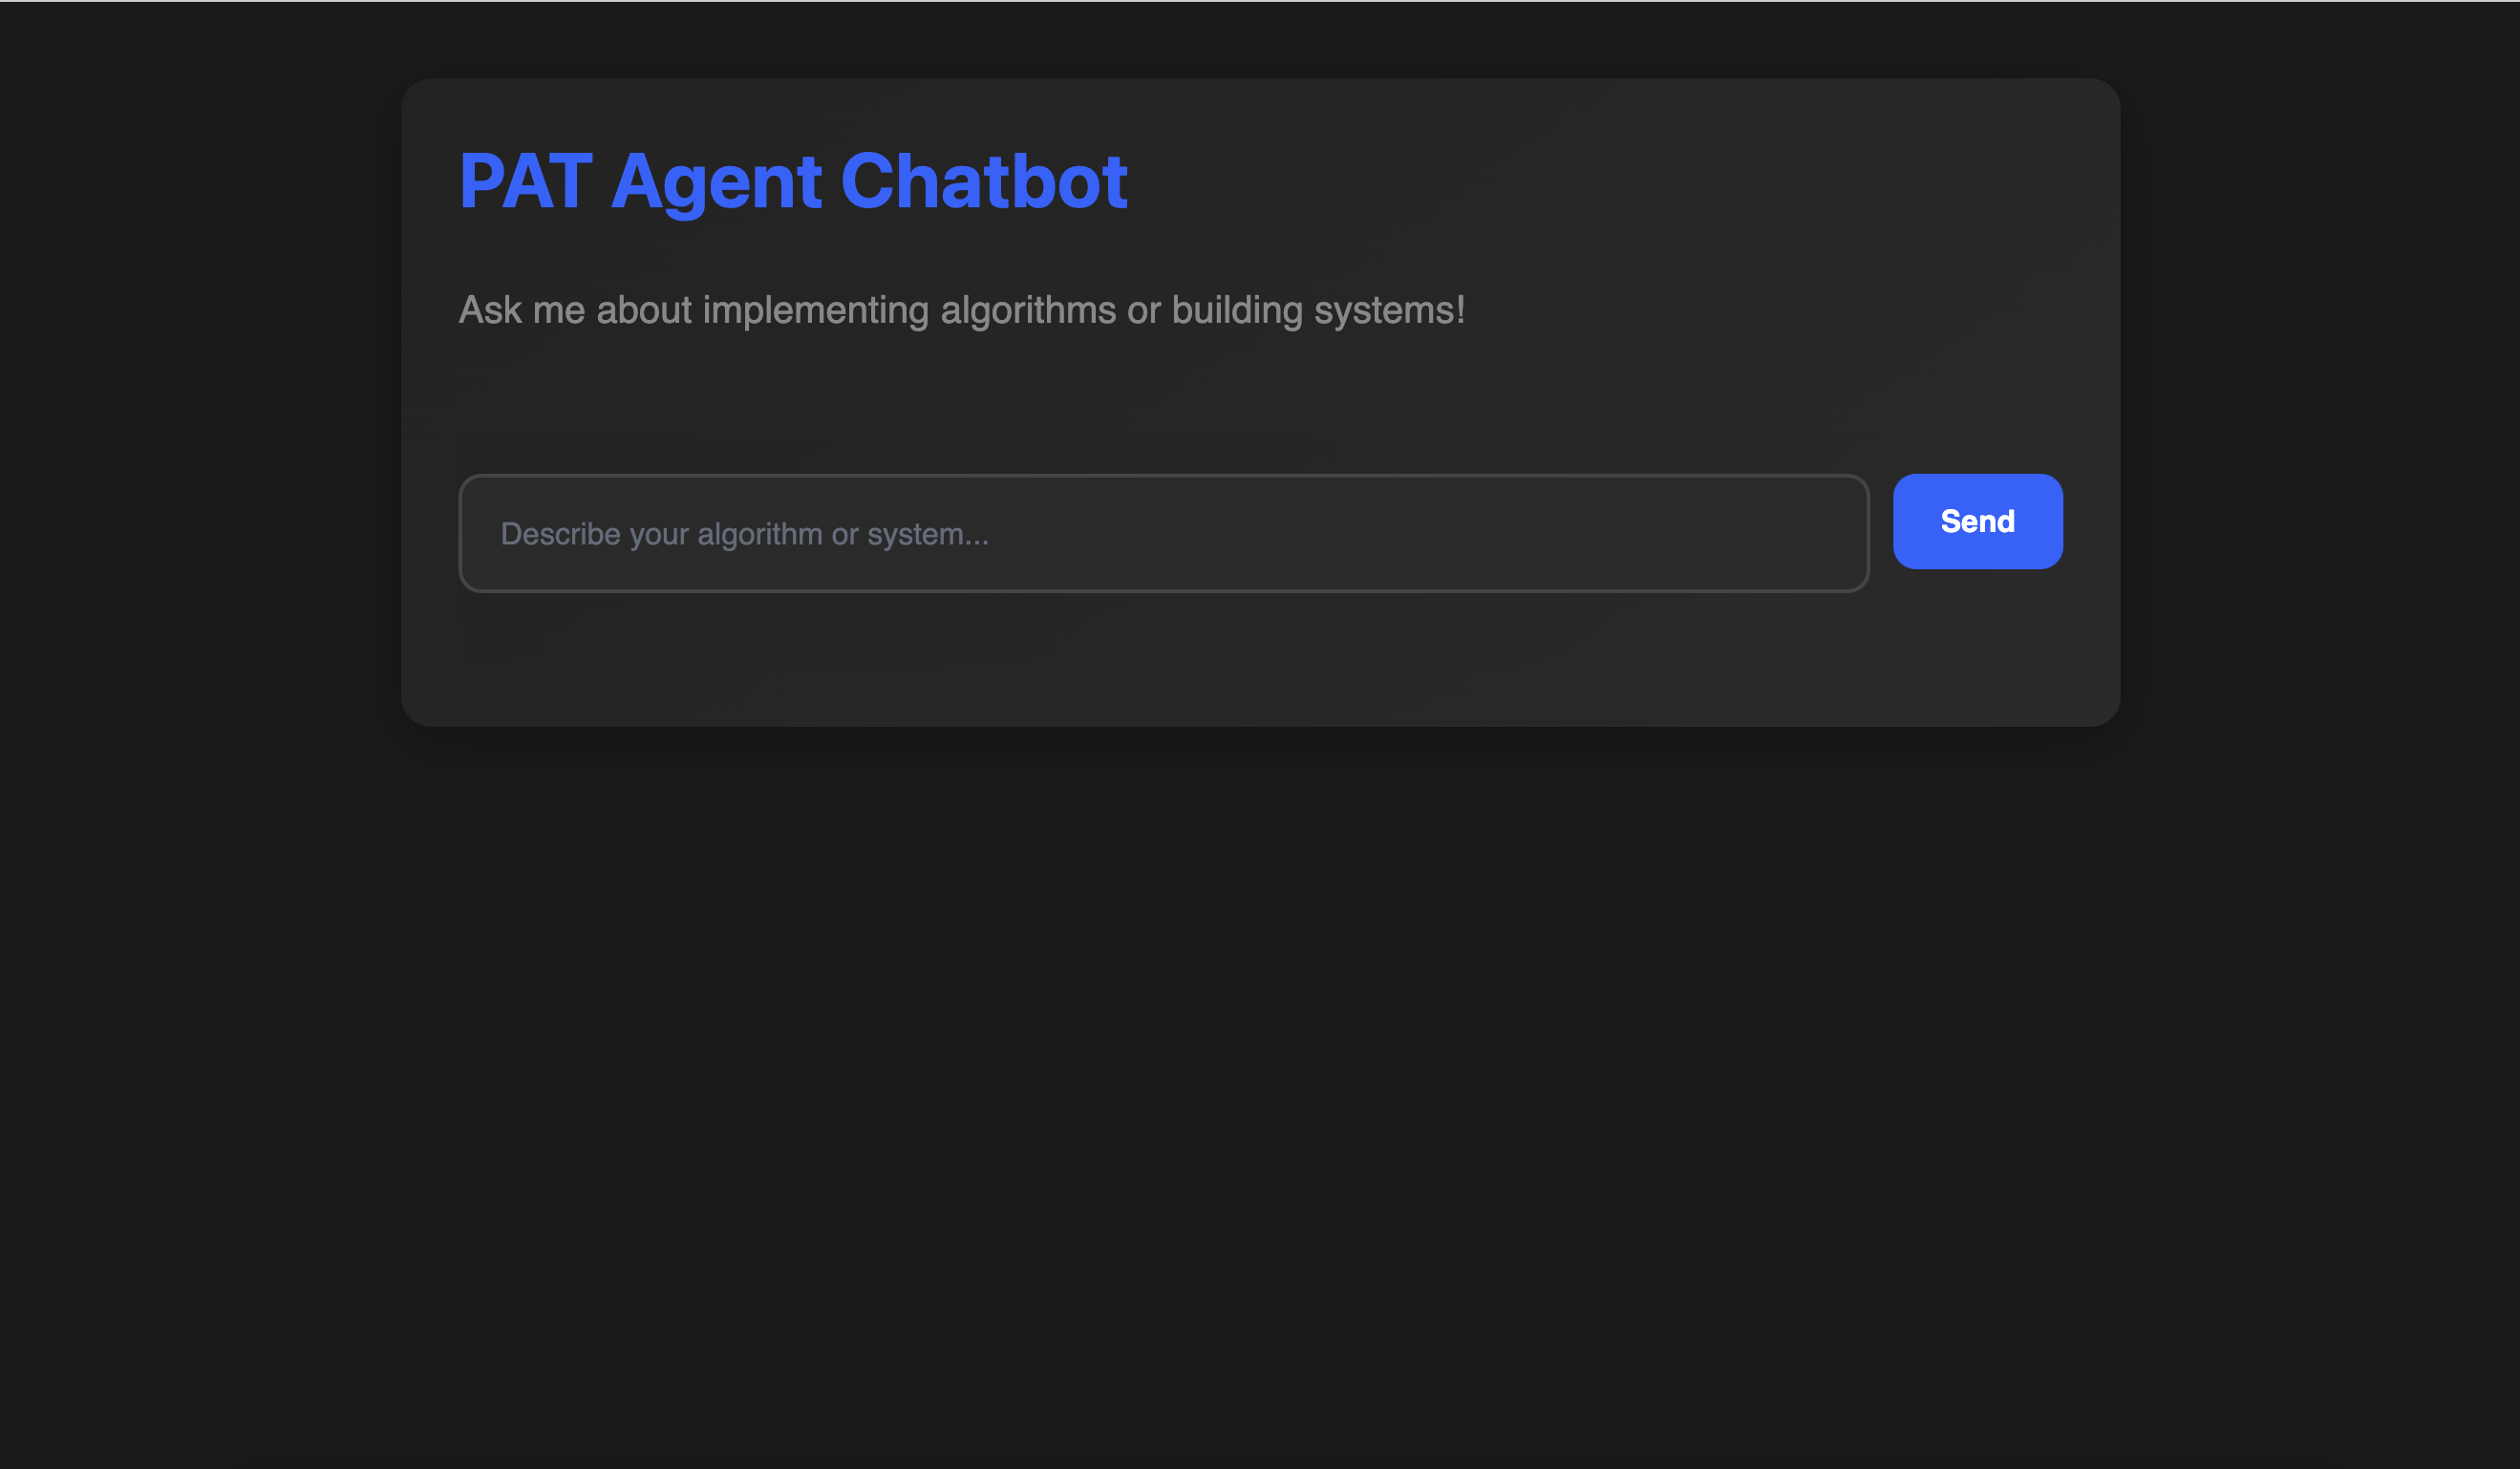 PAT Agent Chatbot
Ask me about implementing algorithms or building systems!
Describe your algorithm or system...
Send